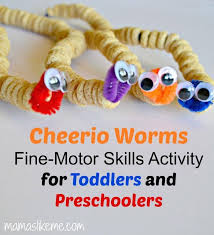 Cheerio Worms
Fine-Motor Skills Activity
for Toddlers and
Preschoolers
mamaslikeme.com